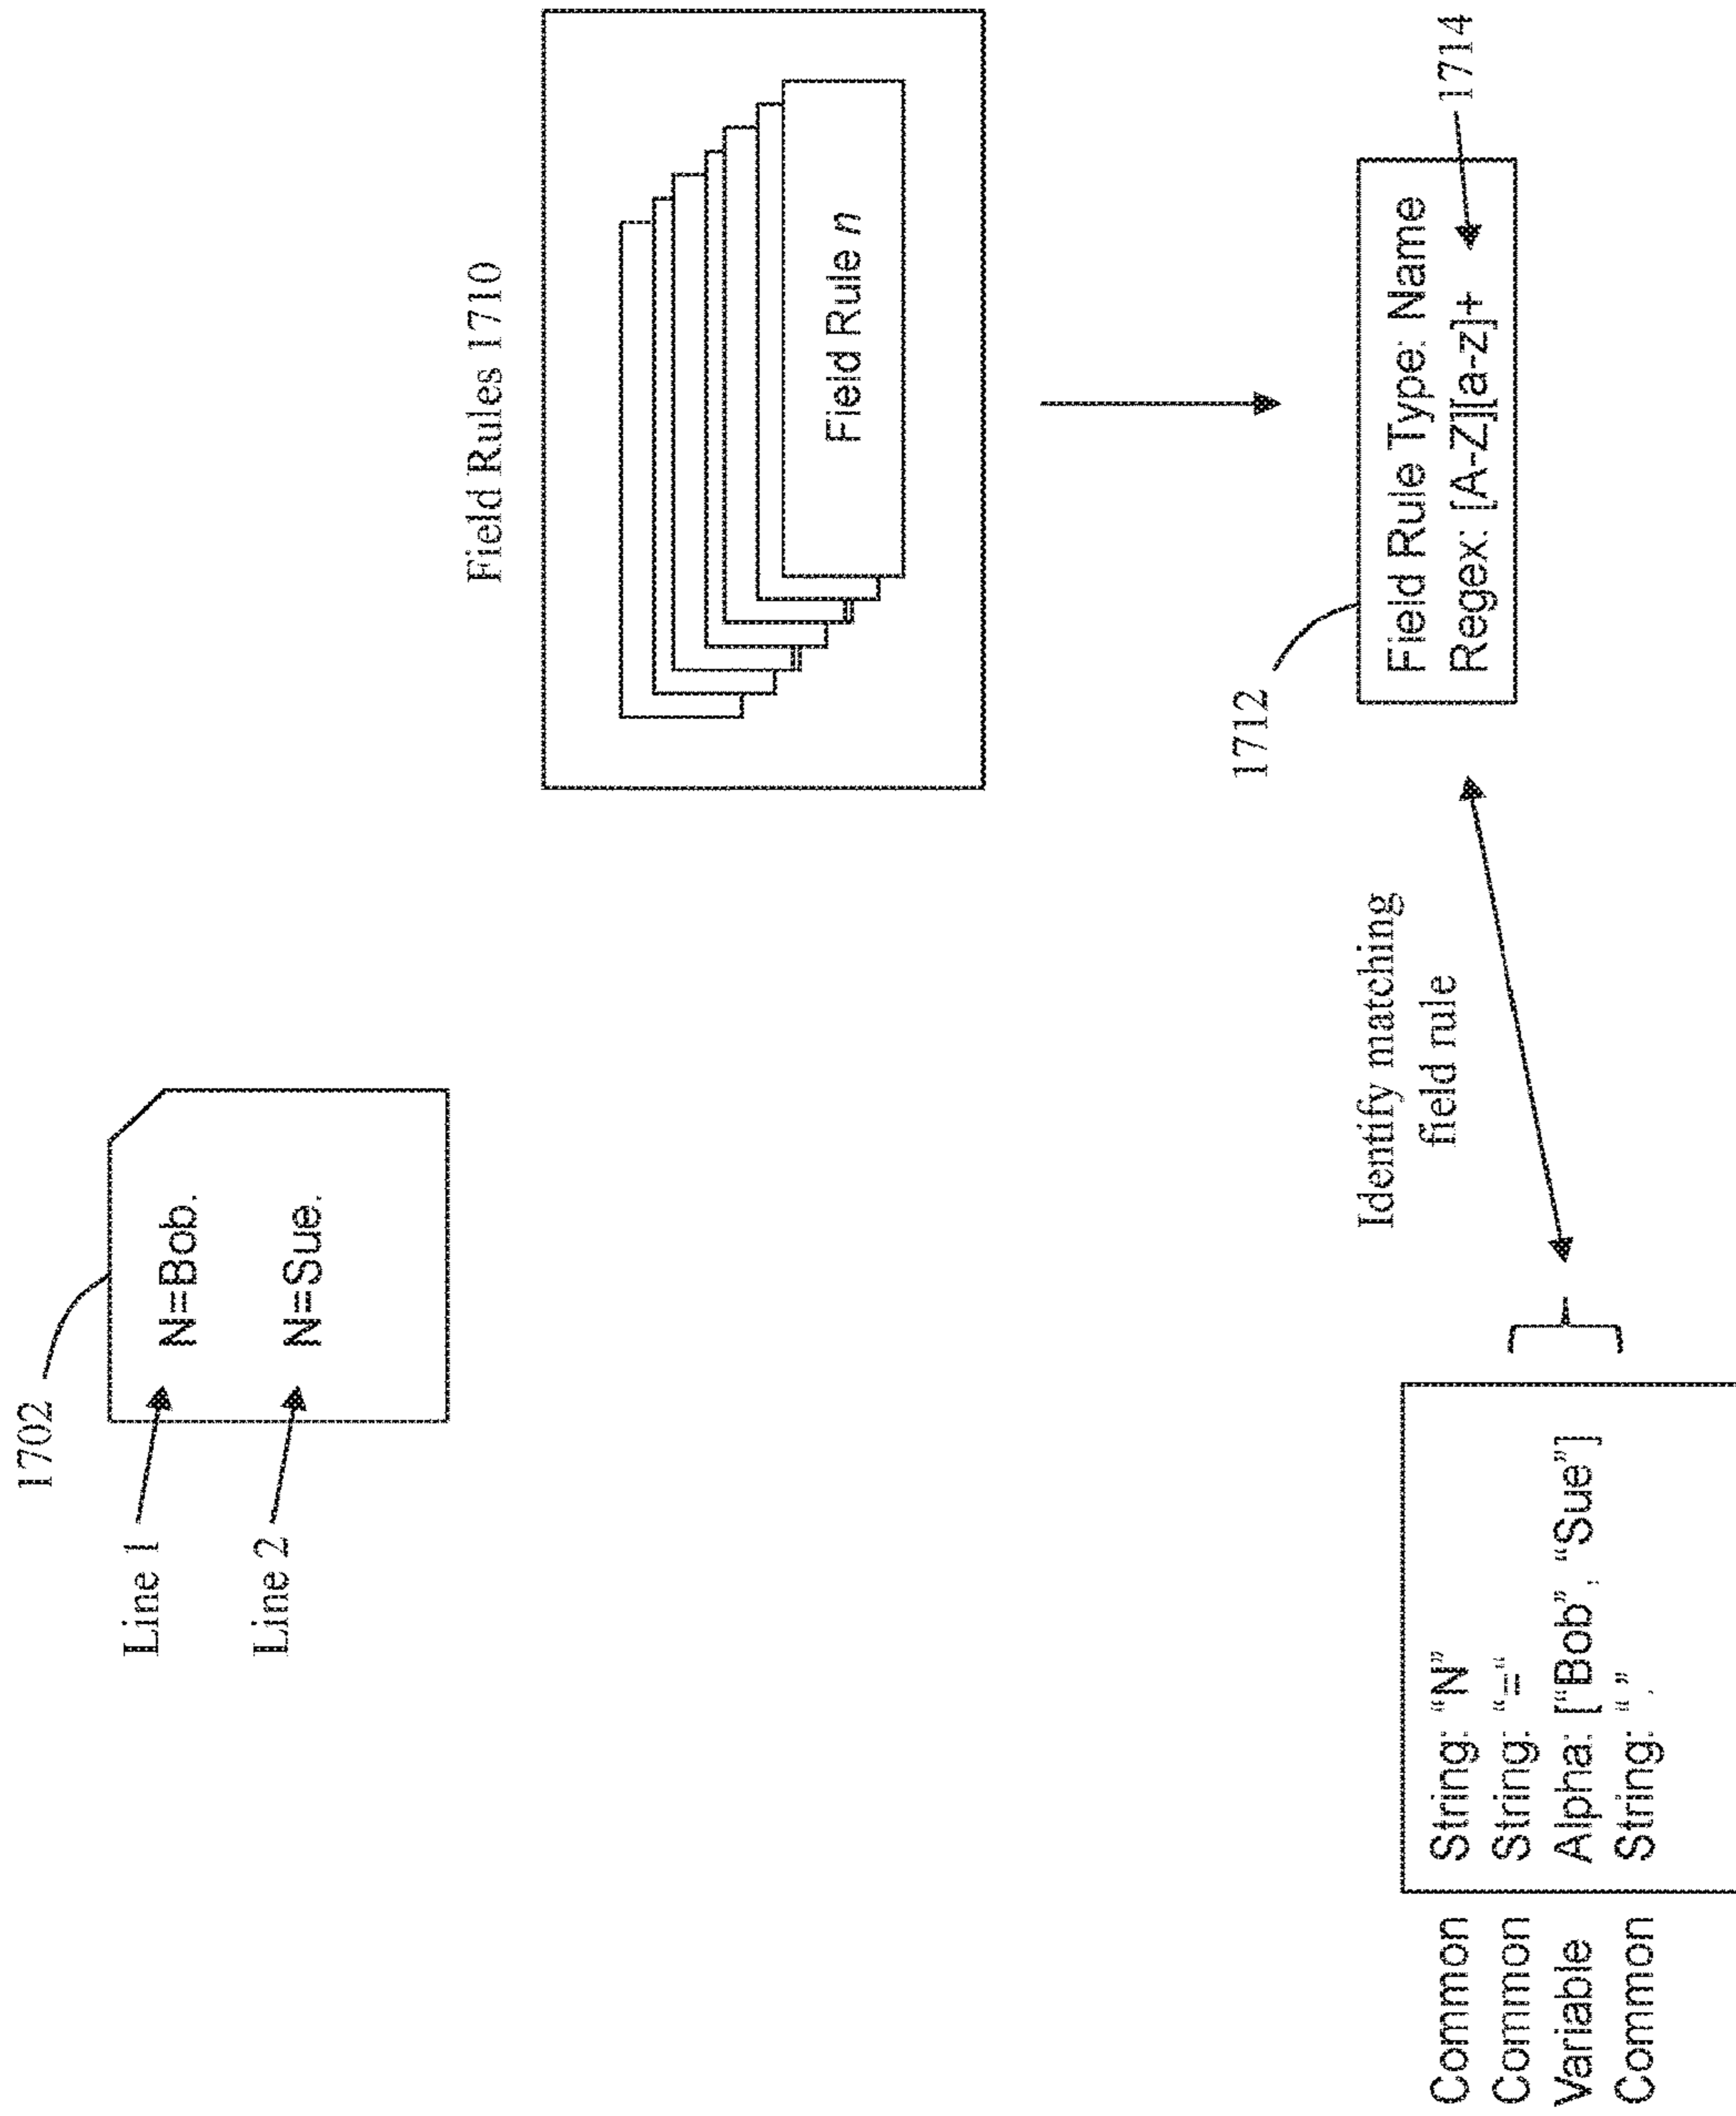 1702
Line 1
N=Bob.
Line 2
N=Sue.
Field Rules 1710
Field Rule n
Identify matching
field rule
1712
Field Rule Type: Name
Regex: [A-Z][a-z]+
1714
Common String: “N”
Common String: “=“
Variable Alpha: [“Bob”, “Sue”]
Common String: “.”